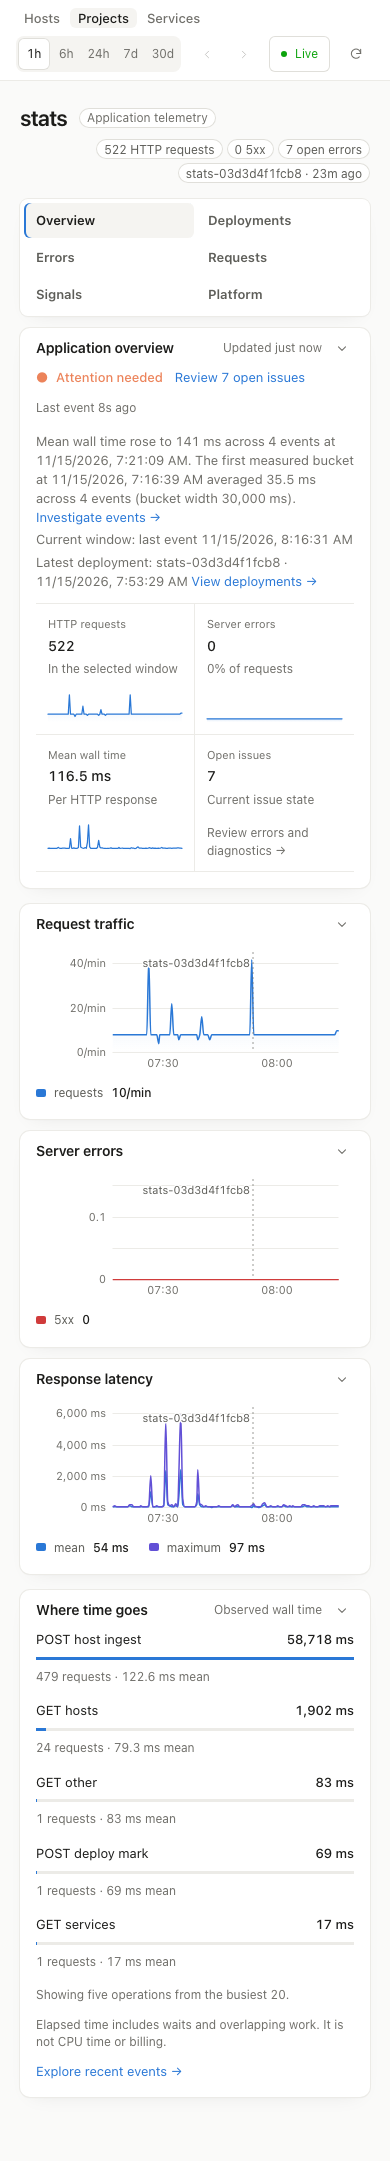 Hosts Projects Services
1h 6h 24h 7d 30d Live
stats Application telemetry
522 HTTP requests 0 5xx 7 open errors
stats-03d3d4f1fcb8 · 23m ago
Overview Deployments
Errors Requests
Signals Platform
Application overview Updated just now
Attention needed Review 7 open issues
Last event 8s ago
Mean wall time rose to 141 ms across 4 events at
11/15/2026, 7:21:09 AM. The first measured bucket
at 11/15/2026, 7:16:39 AM averaged 35.5 ms
across 4 events (bucket width 30,000 ms).
Investigate events →
Current window: last event 11/15/2026, 8:16:31 AM
Latest deployment: stats-03d3d4f1fcb8 ·
11/15/2026, 7:53:29 AM View deployments →
HTTP requests
522
In the selected window
Server errors
0
0% of requests
Mean wall time
116.5 ms
Per HTTP response
Open issues
7
Current issue state
Review errors and
diagnostics →
Request traffic
stats-03d3d4f1fcb8
40/min
20/min
0/min
07:30 08:00
requests 10/min
Server errors
stats-03d3d4f1fcb8
0.1
0
07:30 08:00
5xx 0
Response latency
6,000 ms
stats-03d3d4f1fcb8
4,000 ms
2,000 ms
0 ms
07:30 08:00
mean 54 ms maximum 97 ms
Where time goes Observed wall time
POST host ingest 58,718 ms
479 requests · 122.6 ms mean
GET hosts 1,902 ms
24 requests · 79.3 ms mean
GET other 83 ms
1 requests · 83 ms mean
POST deploy mark 69 ms
1 requests · 69 ms mean
GET services 17 ms
1 requests · 17 ms mean
Showing five operations from the busiest 20.
Elapsed time includes waits and overlapping work. It is
not CPU time or billing.
Explore recent events →